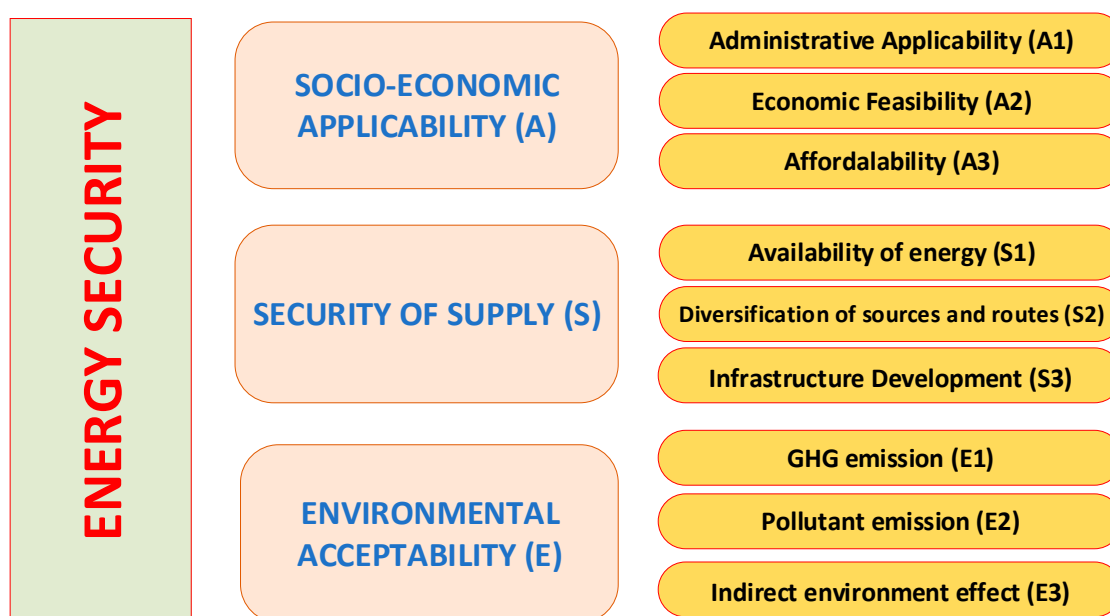 ENERGY SECURITY
SOCIO-ECONOMIC
APPLICABILITY (A)
Administrative Applicability (A1)
Economic Feasibility (A2)
Affordalability (A3)
SECURITY OF SUPPLY (S)
Availability of energy (S1)
Diversification of sources and routes (S2)
Infrastructure Development (S3)
ENVIRONMENTAL
ACCEPTABILITY (E)
GHG emission (E1)
Pollutant emission (E2)
Indirect environment effect (E3)